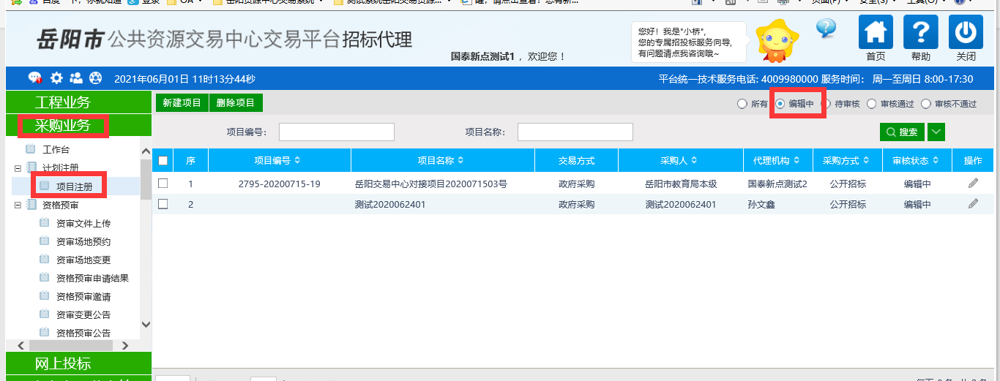 岳阳市公共资源交易中心交易平台招标代理
国泰新点测试1 ，欢迎您！
您好！我是"小桥",
您的专属招投标服务向导,
有问题请点我咨询哦~
首页 帮助 关闭
2021年06月01日 11时13分44秒
平台统一技术服务电话: 4009980000 服务时间: 周一至周日 8:00-17:30
工程业务
采购业务
工作台
计划注册
项目注册
资格预审
资审文件上传
资审场地预约
资审场地变更
资格预审申请结果
资格预审邀请
资审变更公告
资格预审公告
网上投标
新建项目 删除项目
所有 编辑中 待审核 审核通过 审核不通过
项目编号: 项目名称: 搜索
序 项目编号 项目名称 交易方式 采购人 代理机构 采购方式 审核状态 操作
1 2795-20200715-19 岳阳交易中心对接项目2020071503号 政府采购 岳阳市教育局本级 国泰新点测试2 公开招标 编辑中
2 测试2020062401 政府采购 测试2020062401 孙文鑫 公开招标 编辑中